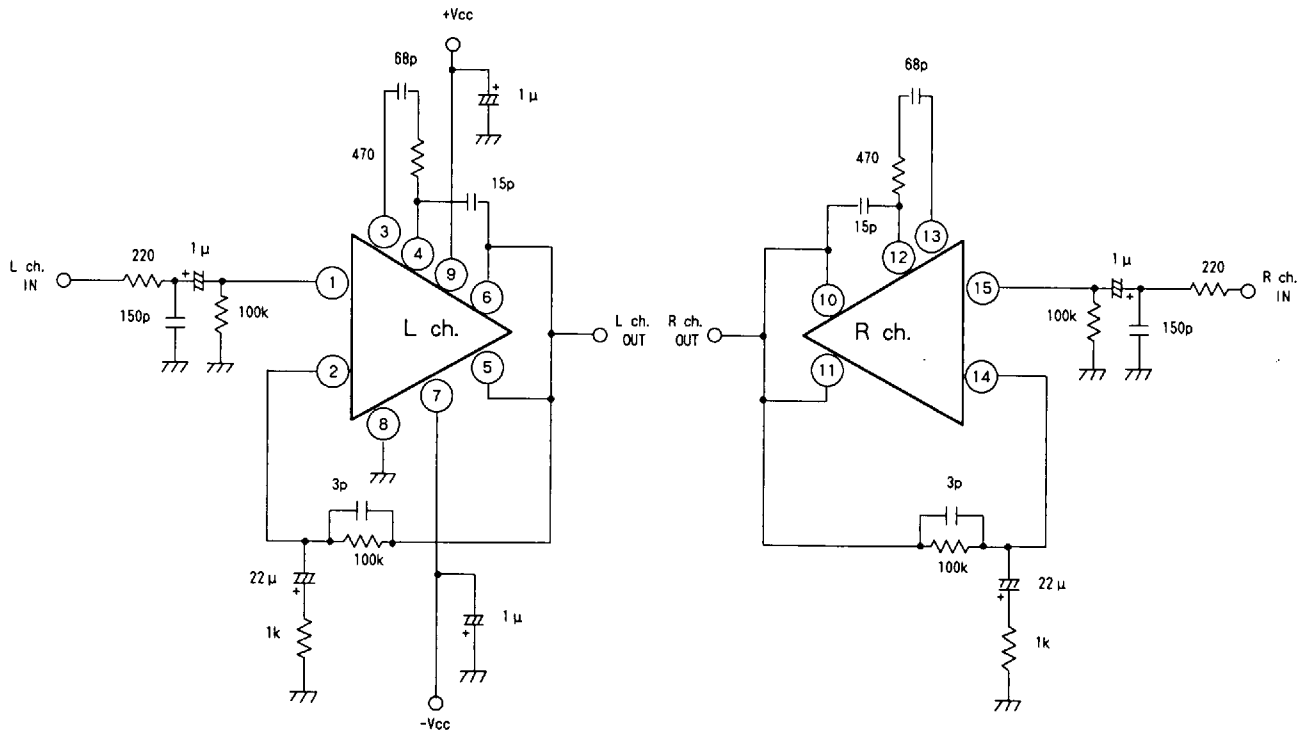 +Vcc
68p
1μ
470
15p
3
4
9
6
L ch.
IN
220
1μ
+
150p
100k
1
2
L ch.
5
7
8
L ch.
OUT
3p
100k
22μ
+
1k
+
1μ
-Vcc
68p
470
15p
13
12
10
15
R ch.
OUT
R ch.
11
14
1μ
+
220
R ch.
IN
100k
150p
3p
100k
22μ
+
1k
+